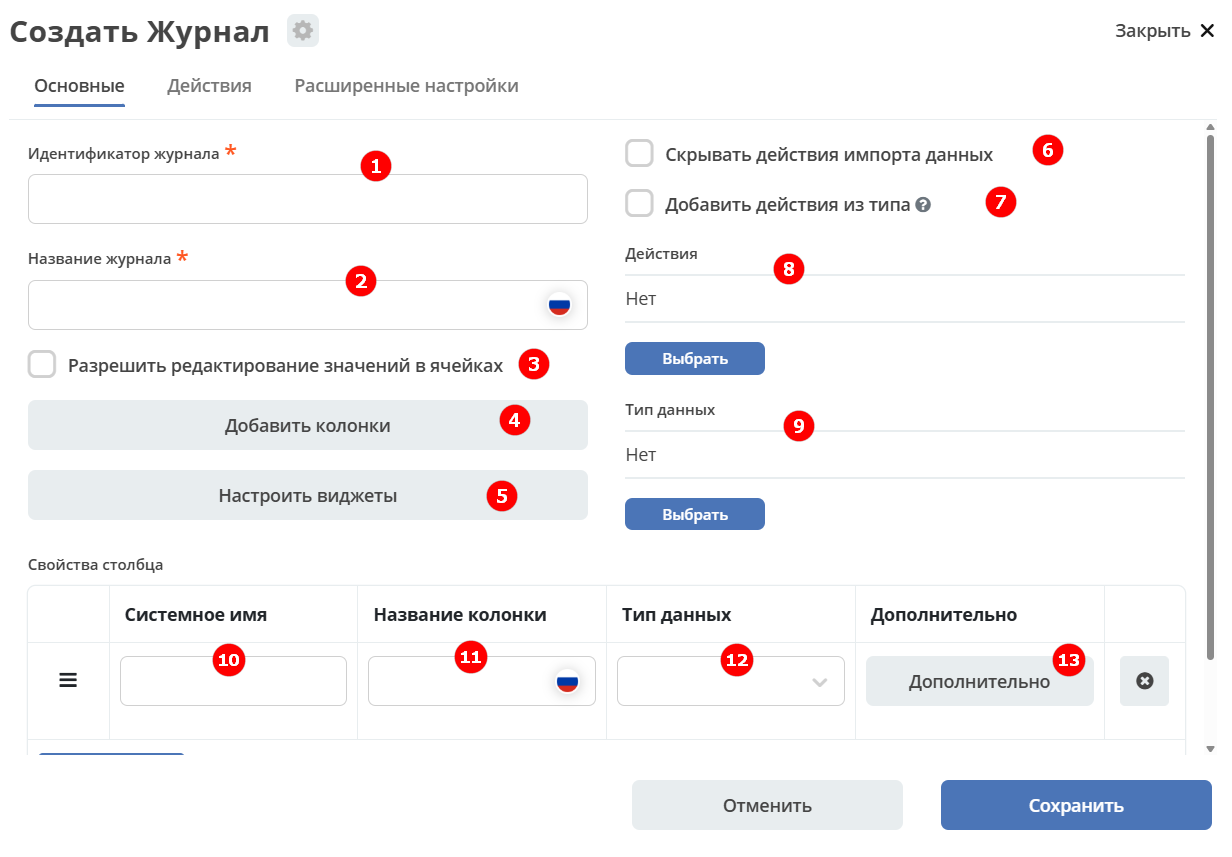 Создать Журнал
Закрыть
Основные Действия Расширенные настройки
Идентификатор журнала *
1
Название журнала *
2
Разрешить редактирование значений в ячейках 3
Добавить колонки 4
Настроить виджеты 5
Скрывать действия импорта данных 6
Добавить действия из типа ? 7
Действия
8
Нет
Выбрать
Тип данных
9
Нет
Выбрать
Свойства столбца
Системное имя Название колонки Тип данных Дополнительно
10 11 12 13
Дополнительно
Отменить Сохранить